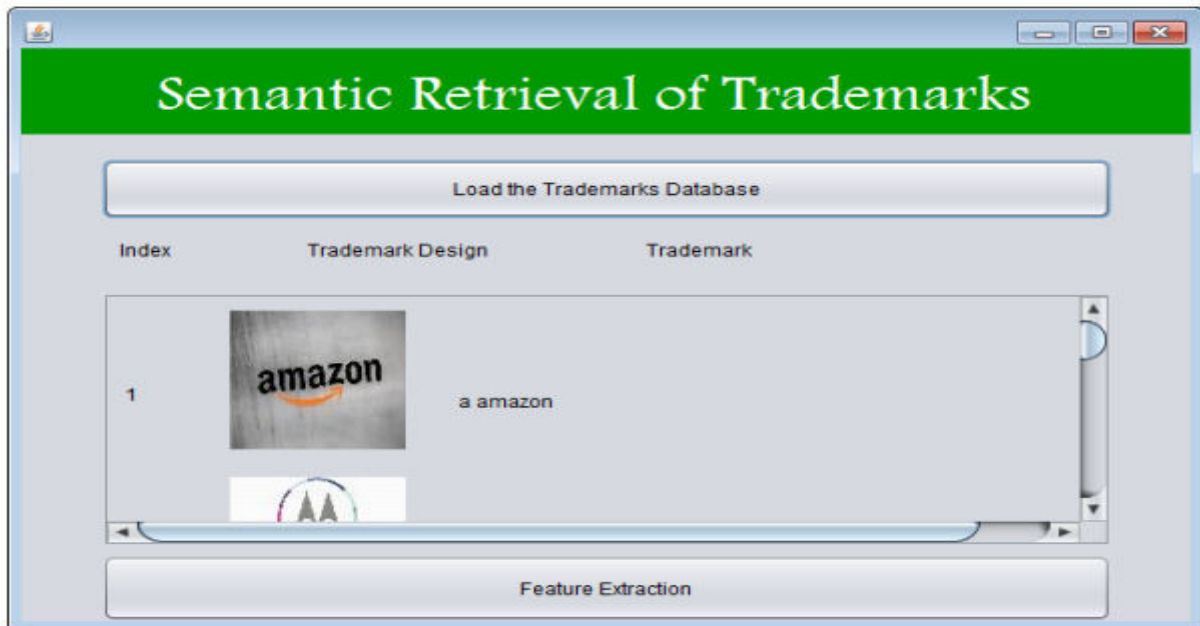 Semantic Retrieval of Trademarks
Load the Trademarks Database
Index Trademark Design Trademark
amazon
1 a amazon
Feature Extraction